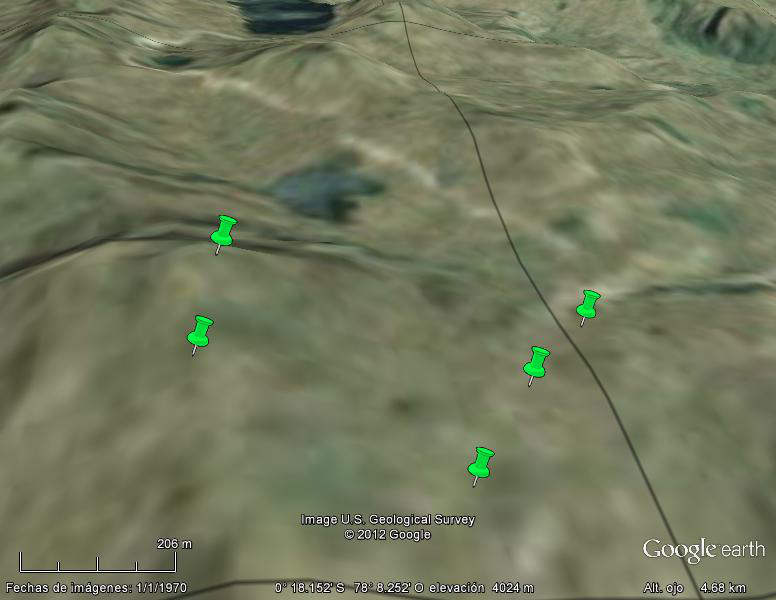 Image U.S. Geological Survey
© 2012 Google
206 m
Google earth
Fechas de imágenes: 1/1/1970 0° 18.152' S 78° 8.252' O elevación 4024 m Alt. ojo 4.68 km